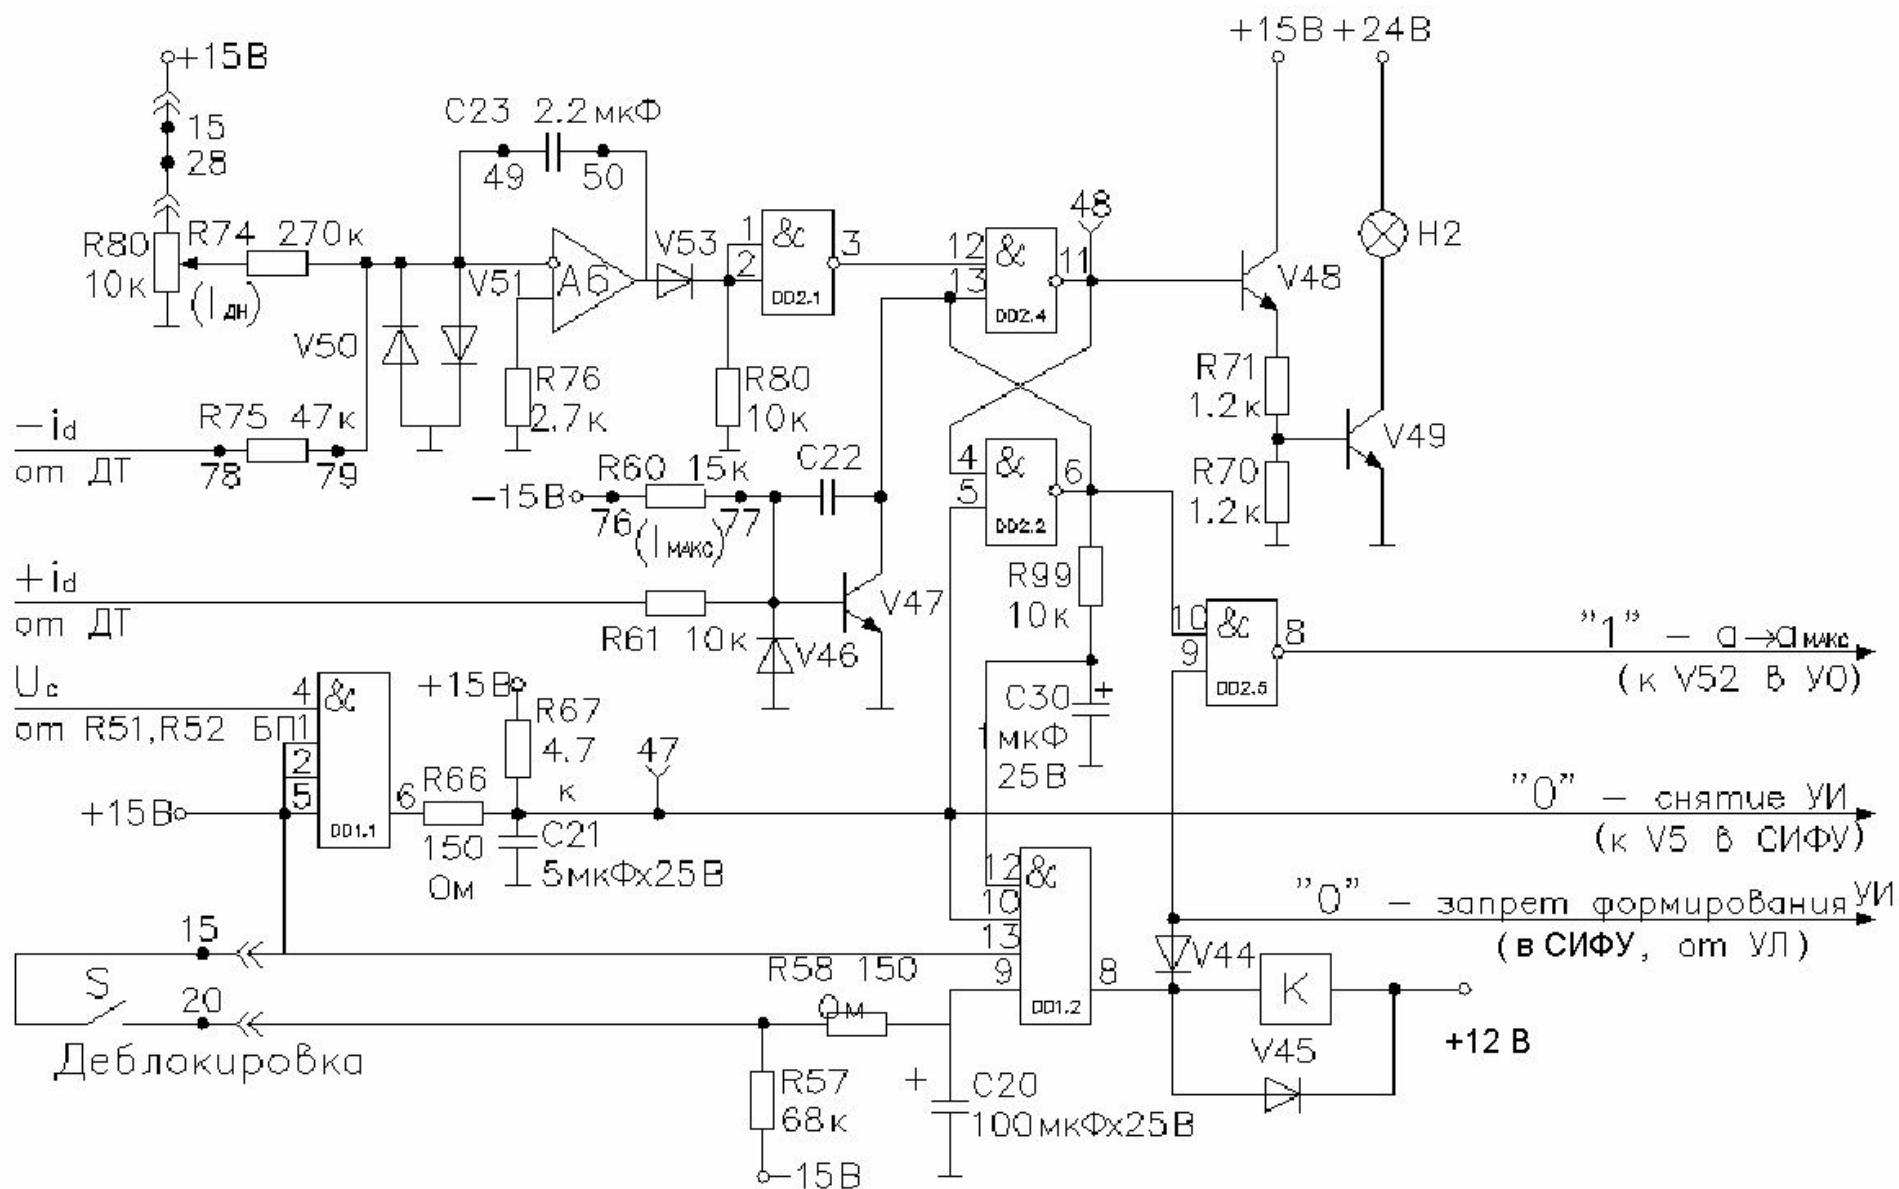 +15В +24В
+15В
15
28
C23 2.2мкФ
49 50
48
R80
10к
R74 270к
(Iдн)
V51
A6
V53
1
2
&
3
DD2.1
12
13
&
11
DD2.4
V48
H2
V50
R76
2.7к
R80
10к
R71
1.2к
V49
−id
от ДТ
R75 47к
78 79
R60 15к
C22
−15В
76 77
(Iмакс)
4
5
&
6
DD2.2
R70
1.2к
+id
от ДТ
R61 10к
V46
V47
R99
10к
10
9
&
8
DD2.5
"1" − α→αмакс
(к V52 в УО)
Uc
от R51,R52 БП
4
1
2
5
&
6
DD1.1
+15В
+15В
R67
4.7
к
R66
150
Ом
47
C21
5мкФх25В
C30 +
1мкФ
25В
"0" − снятие УИ
(к V5 в СИФУ)
12
10
13
9
&
8
DD1.2
"0" − запрет формирования УИ
(в СИФУ, от УЛ)
15
S
20
Деблокировка
R58 150
Ом
V44
K
V45
+12 В
R57
68к
−15В
+ C20
100мкФх25В